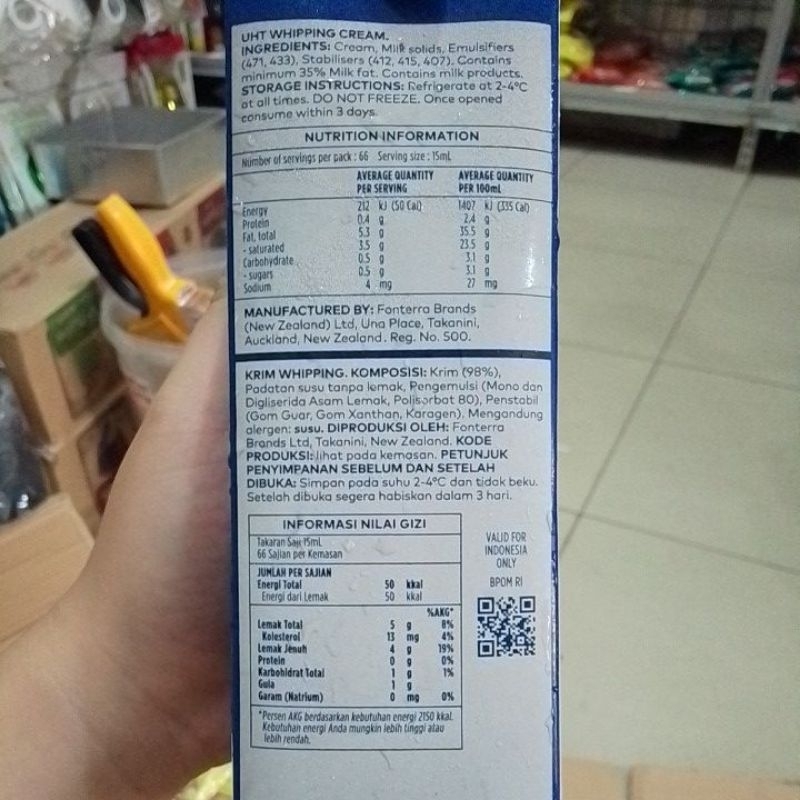 UHT WHIPPING CREAM.
INGREDIENTS: Cream, Milk solids, Emulsifiers
(471, 433), Stabilisers (412, 415, 407). Contains
minimum 35% Milk fat. Contains milk products.
STORAGE INSTRUCTIONS: Refrigerate at 2-4°C
at all times. DO NOT FREEZE. Once opened
consume within 3 days.
NUTRITION INFORMATION
Number of servings per pack : 66 Serving size : 15mL
AVERAGE QUANTITY PER SERVING AVERAGE QUANTITY PER 100mL
Energy 212 kJ (50 Cal) 1407 kJ (335 Cal)
Protein 0.4 g 2.4 g
Fat, total 5.3 g 35.5 g
- saturated 3.5 g 23.5 g
Carbohydrate 0.5 g 3.1 g
- sugars 0.5 g 3.1 g
Sodium 4 mg 27 mg
MANUFACTURED BY: Fonterra Brands
(New Zealand) Ltd, Una Place, Takanini,
Auckland, New Zealand. Reg. No. 500.
KRIM WHIPPING. KOMPOSISI: Krim (98%),
Padatan susu tanpa lemak, Pengemulsi (Mono dan
Digliserida Asam Lemak, Polisorbat 80), Penstabil
(Gom Guar, Gom Xanthan, Karagen). Mengandung
alergen: susu. DIPRODUKSI OLEH: Fonterra
Brands Ltd, Takanini, New Zealand. KODE
PRODUKSI: lihat pada kemasan. PETUNJUK
PENYIMPANAN SEBELUM DAN SETELAH
DIBUKA: Simpan pada suhu 2-4°C dan tidak beku.
Setelah dibuka segera habiskan dalam 3 hari.
INFORMASI NILAI GIZI
Takaran Saji 15mL
66 Sajian per Kemasan
JUMLAH PER SAJIAN
Energi Total 50 kkal
Energi dari Lemak 50 kkal
%AKG*
Lemak Total 5 g 8%
Kolesterol 13 mg 4%
Lemak Jenuh 4 g 19%
Protein 0 g 0%
Karbohidrat Total 1 g 1%
Gula 1 g
Garam (Natrium) 0 mg 0%
*Persen AKG berdasarkan kebutuhan energi 2150 kkal.
Kebutuhan energi Anda mungkin lebih tinggi atau
lebih rendah.
VALID FOR
INDONESIA
ONLY
BPOM RI